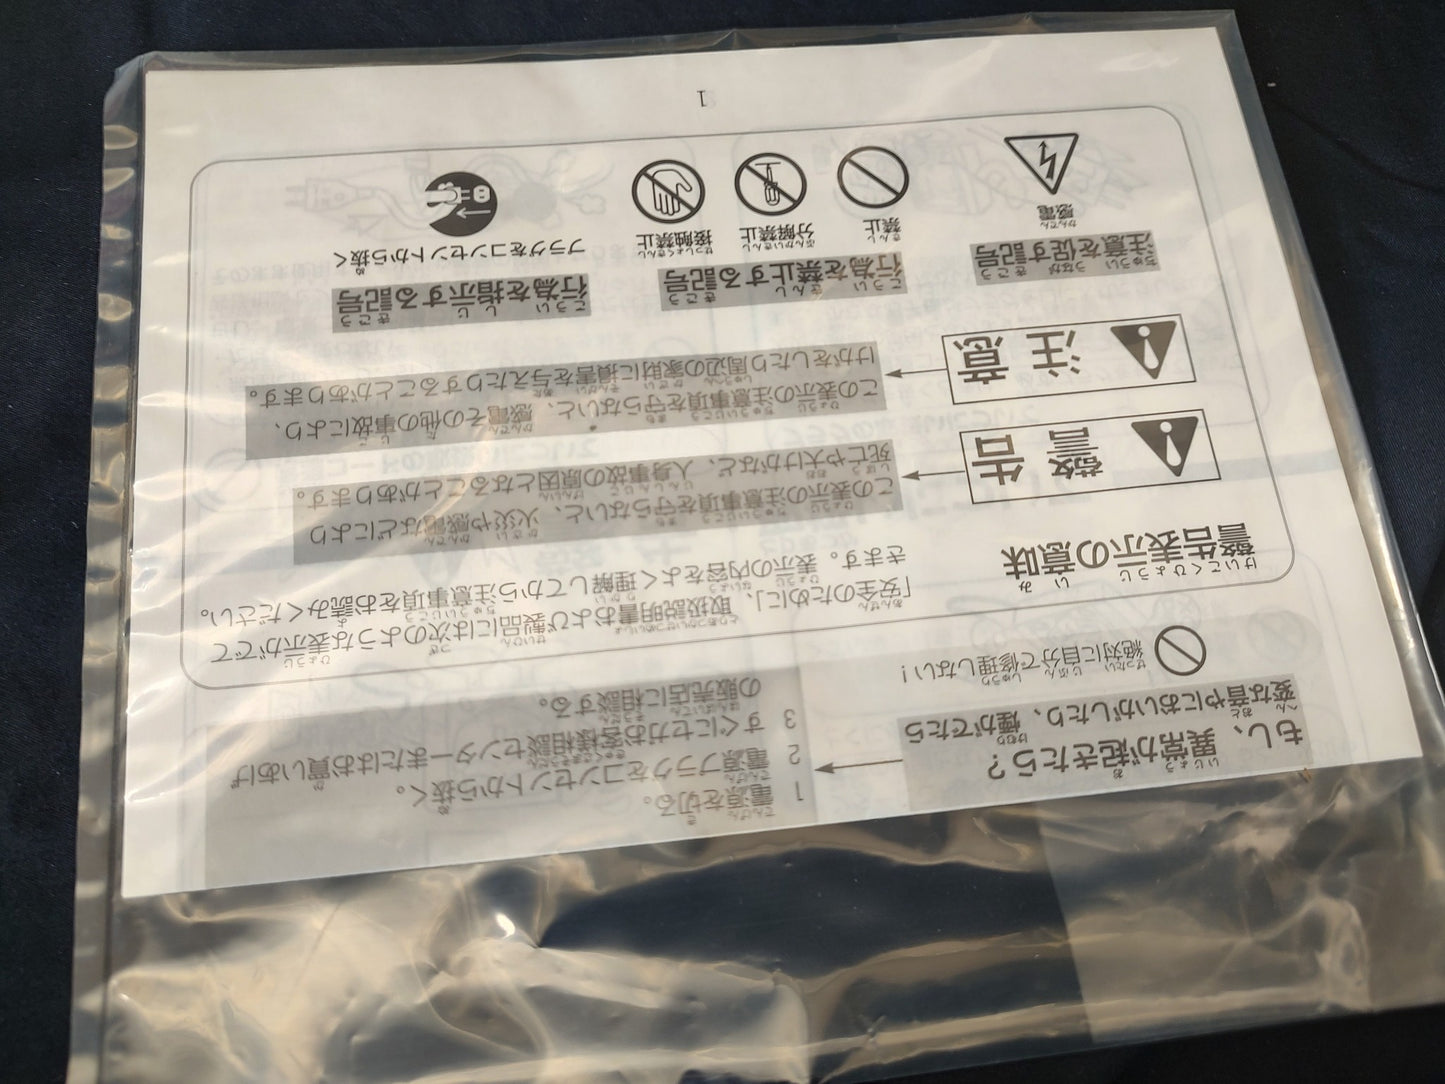 もし、異常が起きたら?
変な音やにおいがしたり、煙がでたら
絶対に自分で修理しない!
1 電源を切る。
2 電源プラグをコンセントから抜く。
3 すぐにセガお客様相談センターまたはお買いあげ
の販売店に相談する。
警告表示の意味
「安全のために」、取扱説明書および製品には次のような表示がでて
きます。表示の内容をよく理解してから注意事項をお読みください。
警告
この表示の注意事項を守らないと、火災や感電などにより
死亡や大けがなど、人身事故の原因となることがあります。
注意
この表示の注意事項を守らないと、感電その他の事故により、
けがをしたり周辺の家財に損害を与えたりすることがあります。
注意を促す記号
感電
行為を禁止する記号
禁止
分解禁止
接触禁止
行為を指示する記号
プラグをコンセントから抜く
1